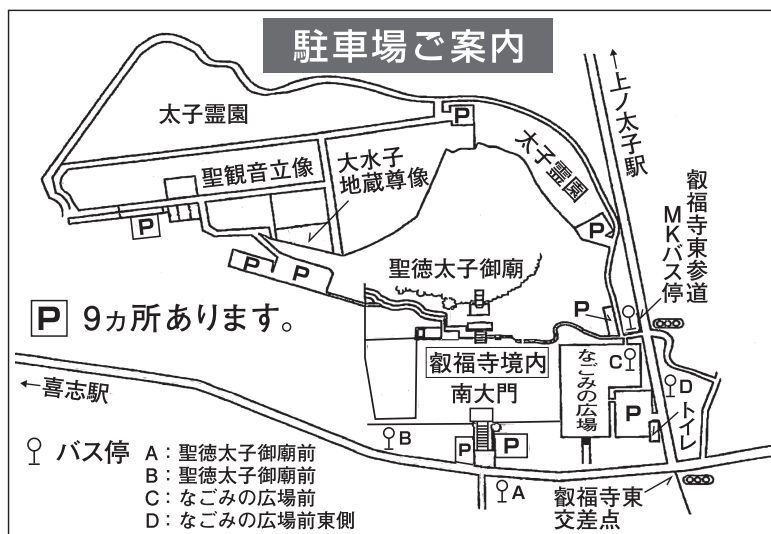 駐車場ご案内
↑上ノ太子駅
太子霊園
P
太子霊園
大水子
地蔵尊像
聖観音立像
叡福寺東参道
MKバス停
P
P
P
P
聖徳太子御廟
P
P 9ヵ所あります。
叡福寺境内
なごみの広場
C
←喜志駅
南大門
D
P
トイレ
B
P
P
バス停
A：聖徳太子御廟前
B：聖徳太子御廟前
C：なごみの広場前
D：なごみの広場前東側
A
叡福寺東
交差点